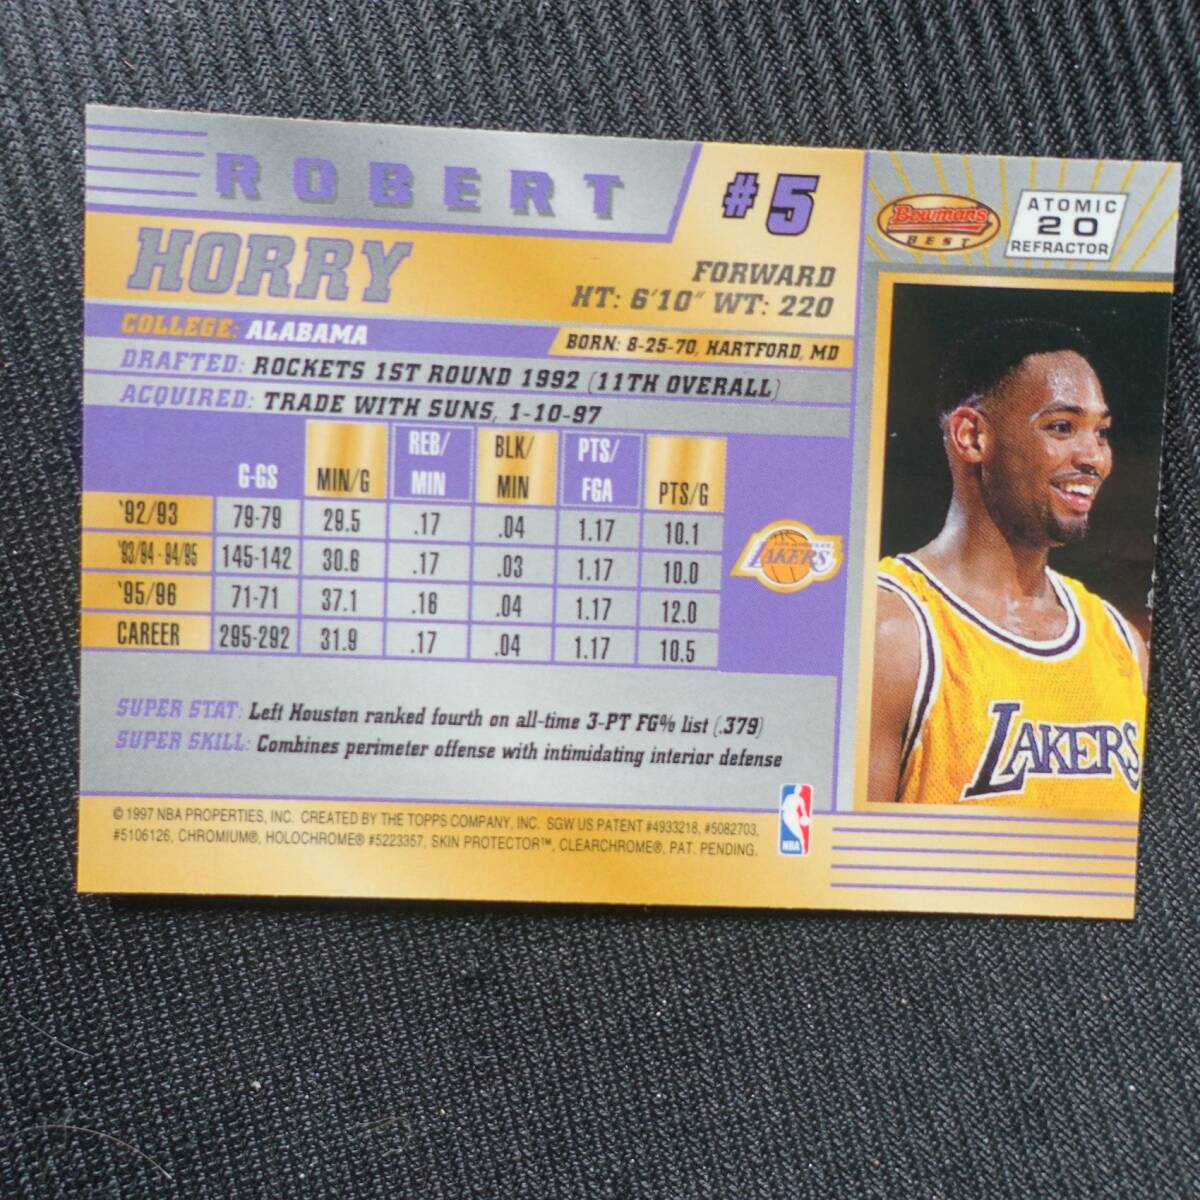 ROBERT
#5
HORRY
FORWARD
HT: 6'10" WT: 220
COLLEGE: ALABAMA
BORN: 8-25-70, HARTFORD, MD
DRAFTED: ROCKETS 1ST ROUND 1992 (11TH OVERALL)
ACQUIRED: TRADE WITH SUNS, 1-10-97
G-GS MIN/G REB/MIN BLK/MIN PTS/FGA PTS/G
'92/93 79-79 29.5 .17 .04 1.17 10.1
'93/94 - 94/95 145-142 30.6 .17 .03 1.17 10.0
'95/96 71-71 37.1 .16 .04 1.17 12.0
CAREER 295-292 31.9 .17 .04 1.17 10.5
LOS ANGELES
LAKERS
SUPER STAT: Left Houston ranked fourth on all-time 3-PT FG% list (.379)
SUPER SKILL: Combines perimeter offense with intimidating interior defense
© 1997 NBA PROPERTIES, INC. CREATED BY THE TOPPS COMPANY, INC. SGW US PATENT #4933218, #5082703,
#5106126, CHROMIUM®, HOLOCHROME® #5223357, SKIN PROTECTOR™, CLEARCHROME®, PAT. PENDING.
NBA
Bowman's
BEST
ATOMIC
20
REFRACTOR
LAKERS